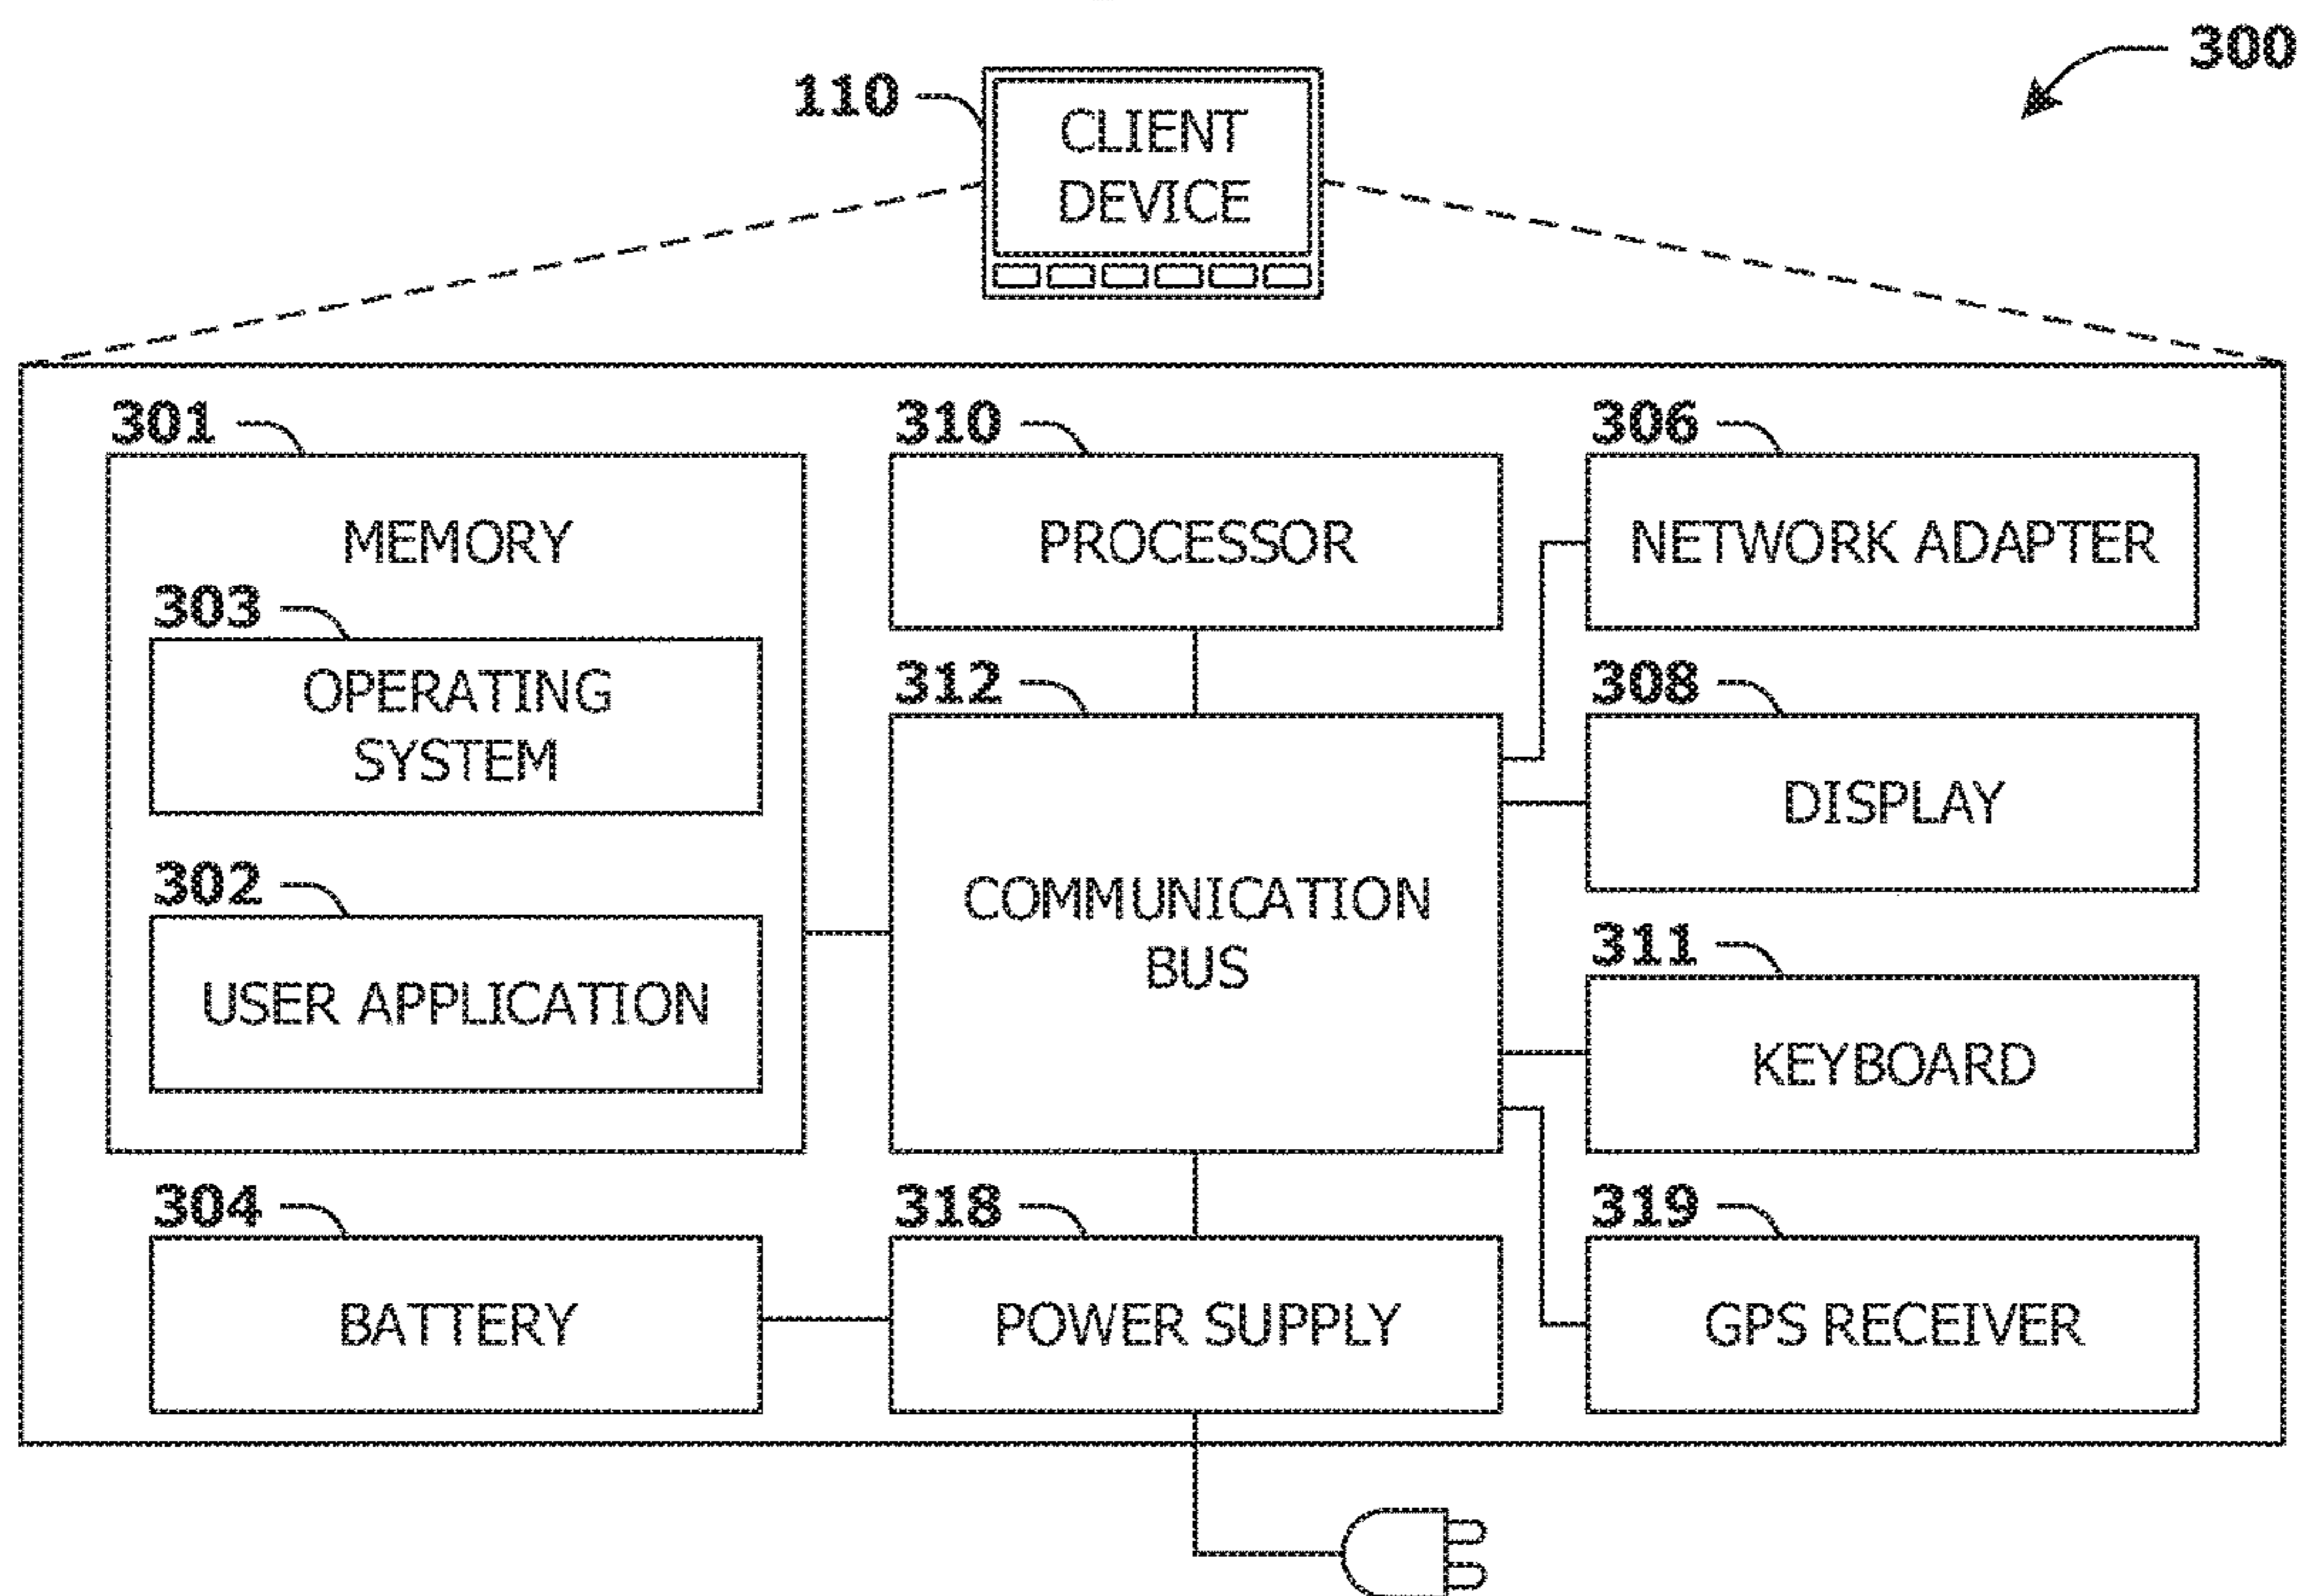 300
110
CLIENT
DEVICE
301
310
306
MEMORY
PROCESSOR
NETWORK ADAPTER
303
OPERATING
SYSTEM
312
308
DISPLAY
302
USER APPLICATION
COMMUNICATION
BUS
311
KEYBOARD
304
318
319
BATTERY
POWER SUPPLY
GPS RECEIVER